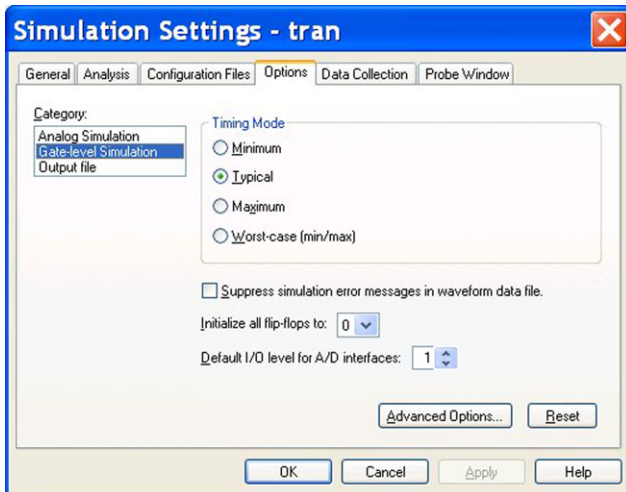 Simulation Settings - tran
General Analysis Configuration Files Options Data Collection Probe Window
Category:
Analog Simulation
Gate-level Simulation
Output file
Timing Mode
Minimum
Typical
Maximum
Worst-case (min/max)
Suppress simulation error messages in waveform data file.
Initialize all flip-flops to: 0
Default I/O level for A/D interfaces: 1
Advanced Options... Reset
OK Cancel Apply Help